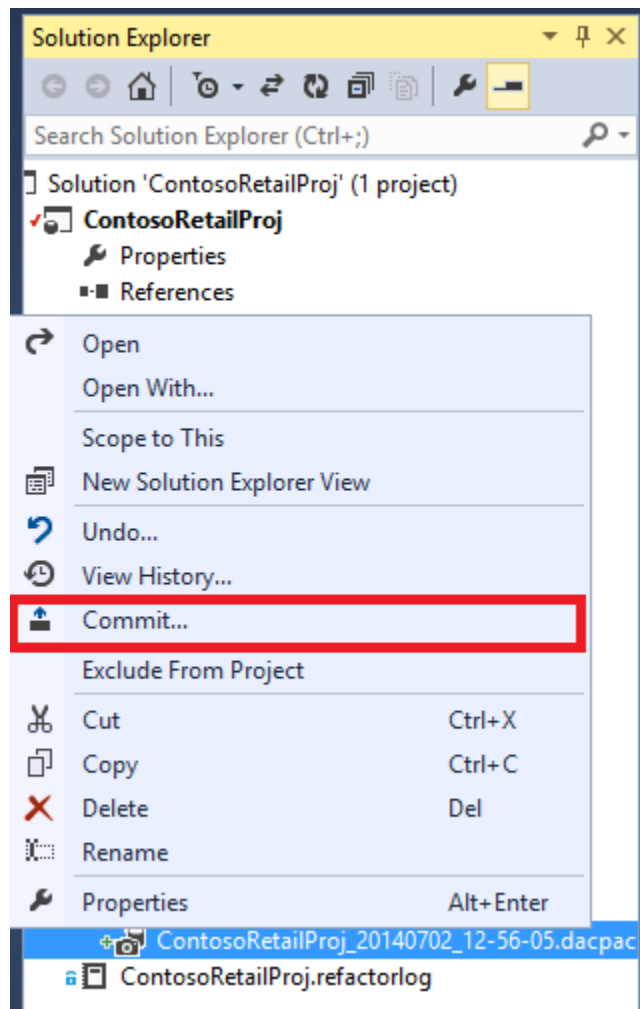 Solution Explorer
Search Solution Explorer (Ctrl+;)
Solution 'ContosoRetailProj' (1 project)
ContosoRetailProj
Properties
References
Open
Open With...
Scope to This
New Solution Explorer View
Undo...
View History...
Commit...
Exclude From Project
Cut Ctrl+X
Copy Ctrl+C
Delete Del
Rename
Properties Alt+Enter
ContosoRetailProj_20140702_12-56-05.dacpac
ContosoRetailProj.refactorlog